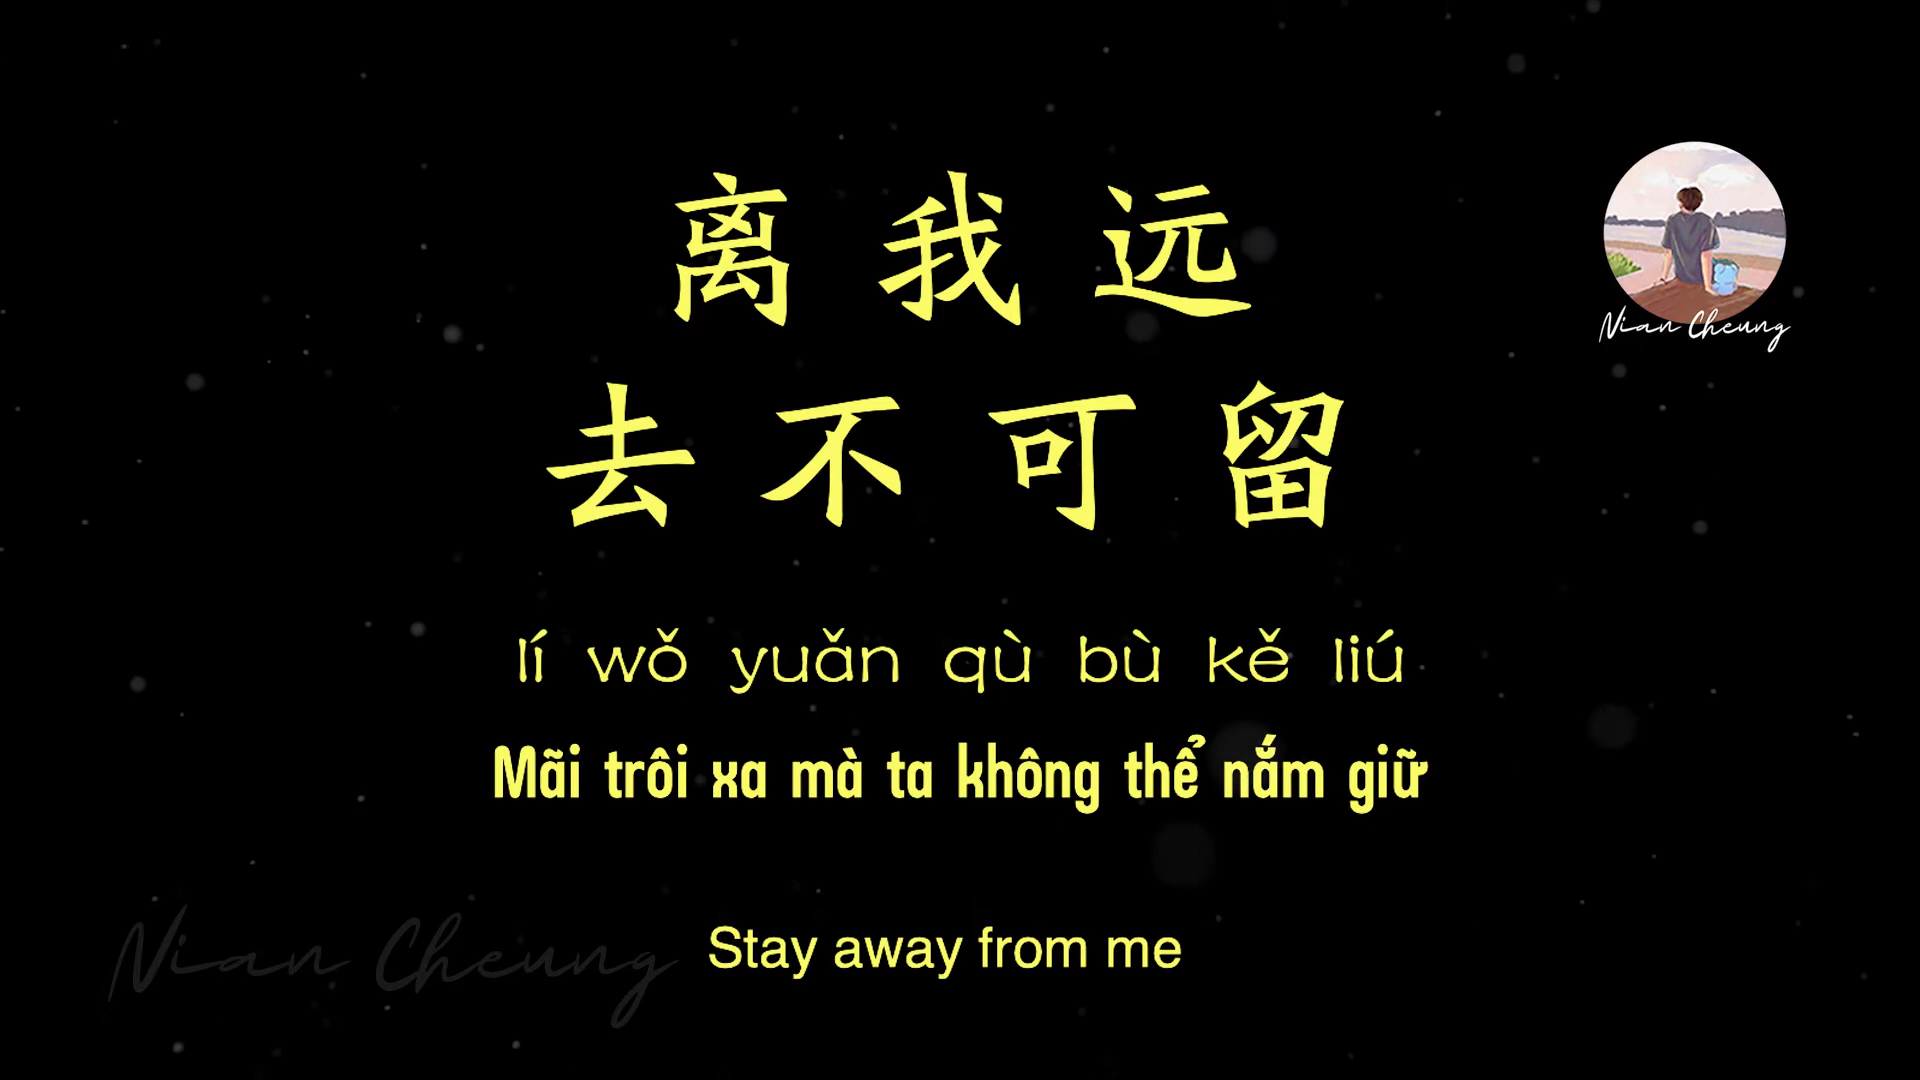 离我远
去不可留
lí wǒ yuǎn qù bù kě liú
Mãi trôi xa mà ta không thể nắm giữ
Stay away from me
Nian Cheung
Nian Cheung